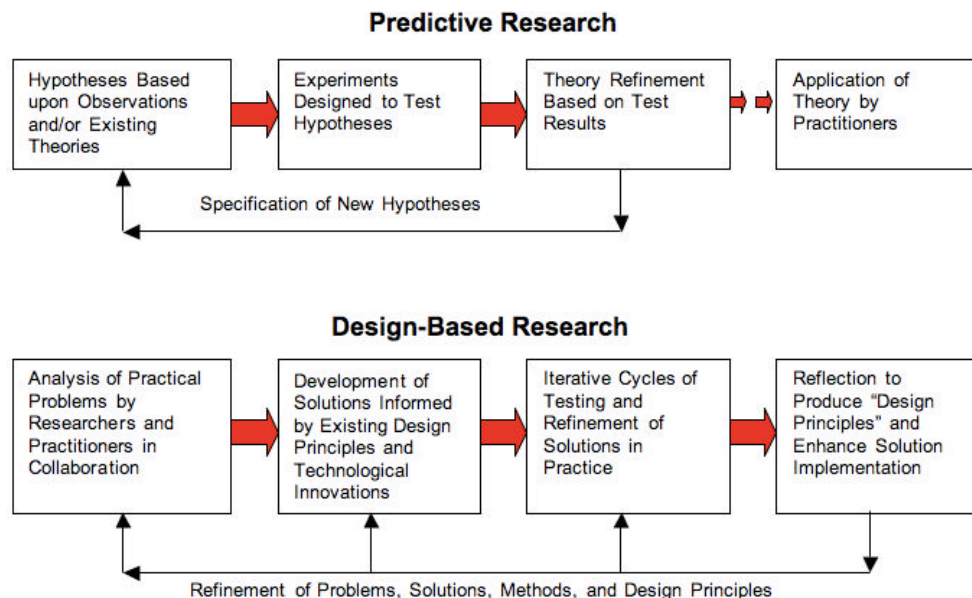 Predictive Research
Hypotheses Based
upon Observations
and/or Existing
Theories
Experiments
Designed to Test
Hypotheses
Theory Refinement
Based on Test
Results
Application of
Theory by
Practitioners
Specification of New Hypotheses
Design-Based Research
Analysis of Practical
Problems by
Researchers and
Practitioners in
Collaboration
Development of
Solutions Informed
by Existing Design
Principles and
Technological
Innovations
Iterative Cycles of
Testing and
Refinement of
Solutions in
Practice
Reflection to
Produce “Design
Principles” and
Enhance Solution
Implementation
Refinement of Problems, Solutions, Methods, and Design Principles